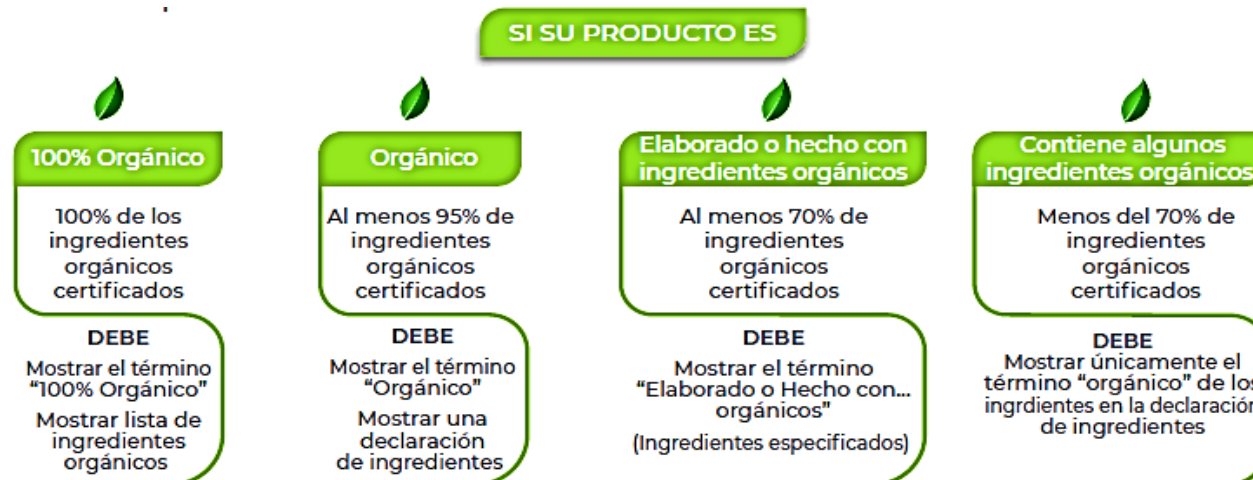 SI SU PRODUCTO ES
100% Orgánico
100% de los
ingredientes
orgánicos
certificados
DEBE
Mostrar el término
“100% Orgánico”
Mostrar lista de
ingredientes
orgánicos
Orgánico
Al menos 95% de
ingredientes
orgánicos
certificados
DEBE
Mostrar el término
“Orgánico”
Mostrar una
declaración
de ingredientes
Elaborado o hecho con
ingredientes orgánicos
Al menos 70% de
ingredientes
orgánicos
certificados
DEBE
Mostrar el término
“Elaborado o Hecho con...
orgánicos”
(Ingredientes especificados)
Contiene algunos
ingredientes orgánicos
Menos del 70% de
ingredientes
orgánicos
certificados
DEBE
Mostrar únicamente el
término “orgánico” de los
ingrdientes en la declaración
de ingredientes